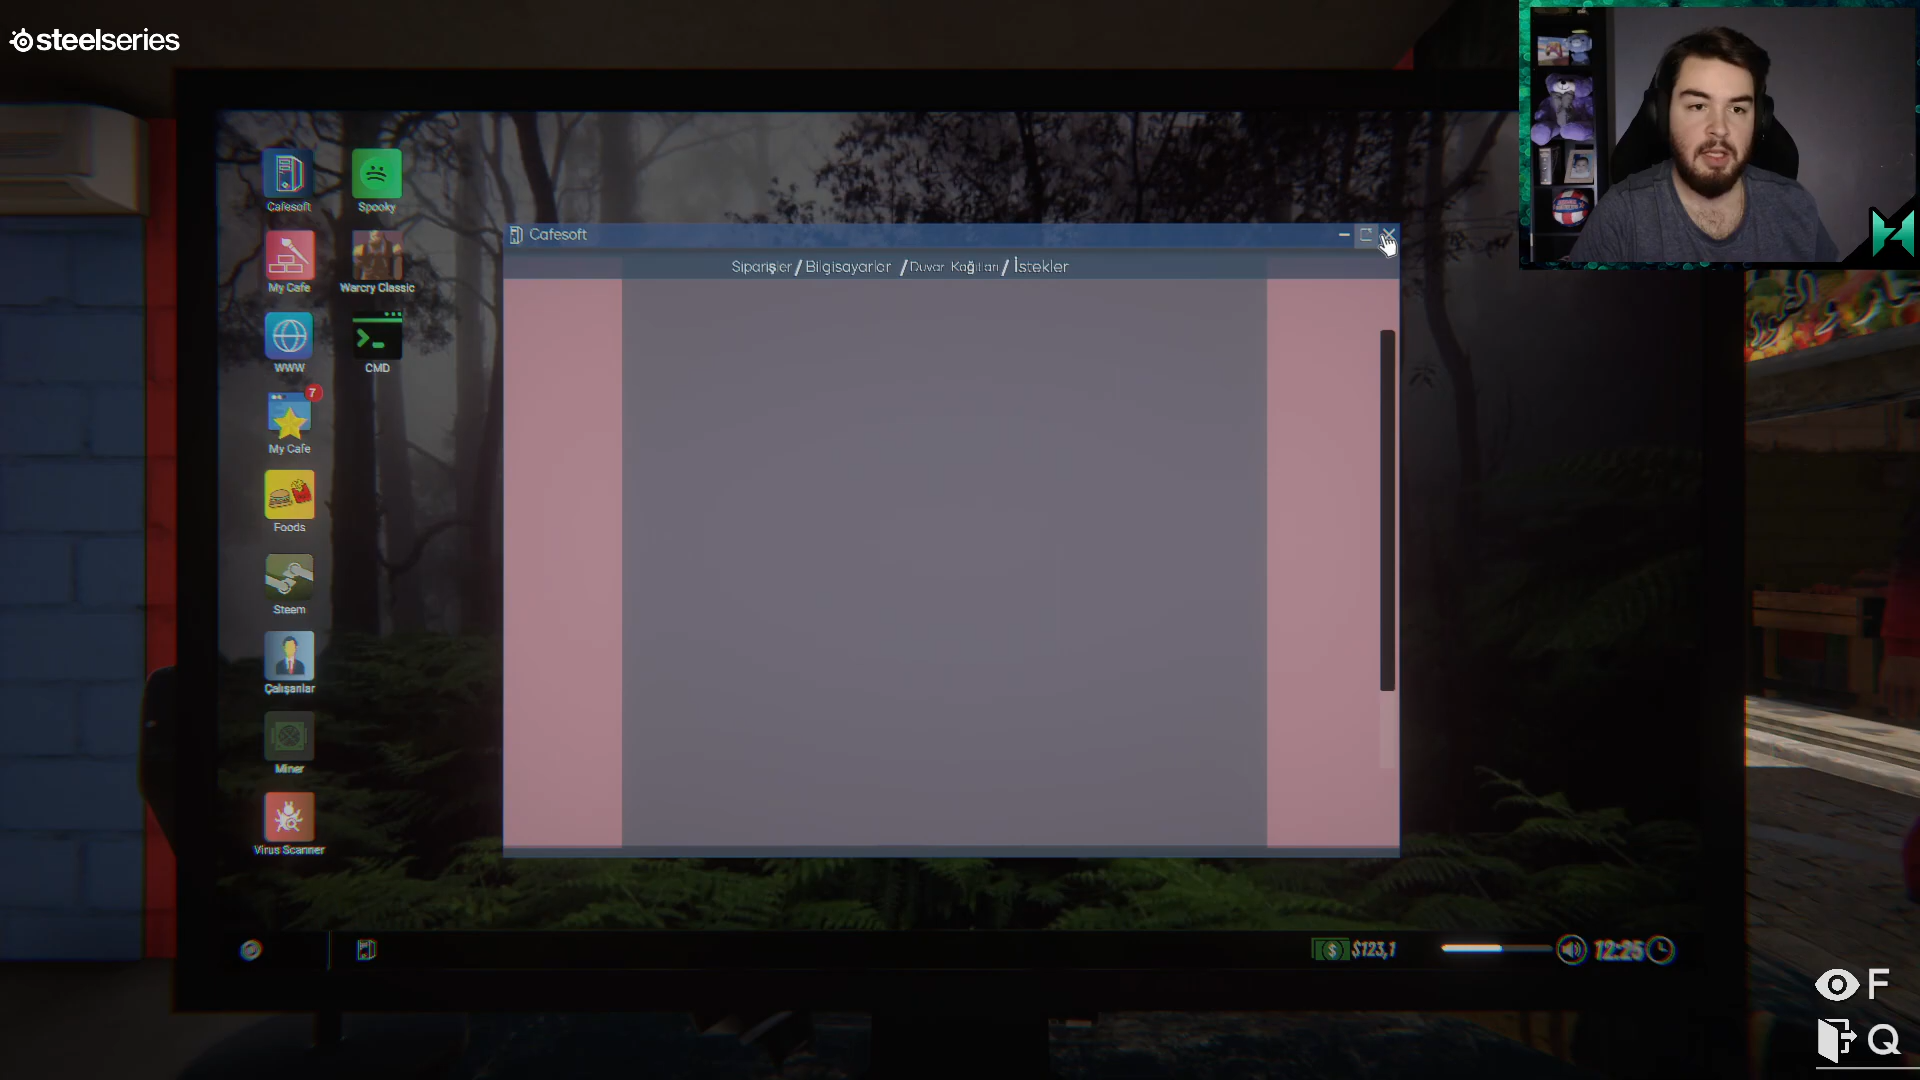 steelseries
Cafesoft
Spooky
My Cafe
Warcry Classic
WWW
CMD
7
My Cafe
Foods
Steem
Çalışanlar
Miner
Virus Scanner
Cafesoft
Siparişler / Bilgisayarlar / Duvar Kağıtları / İstekler
$123,1
12:25
F
Q